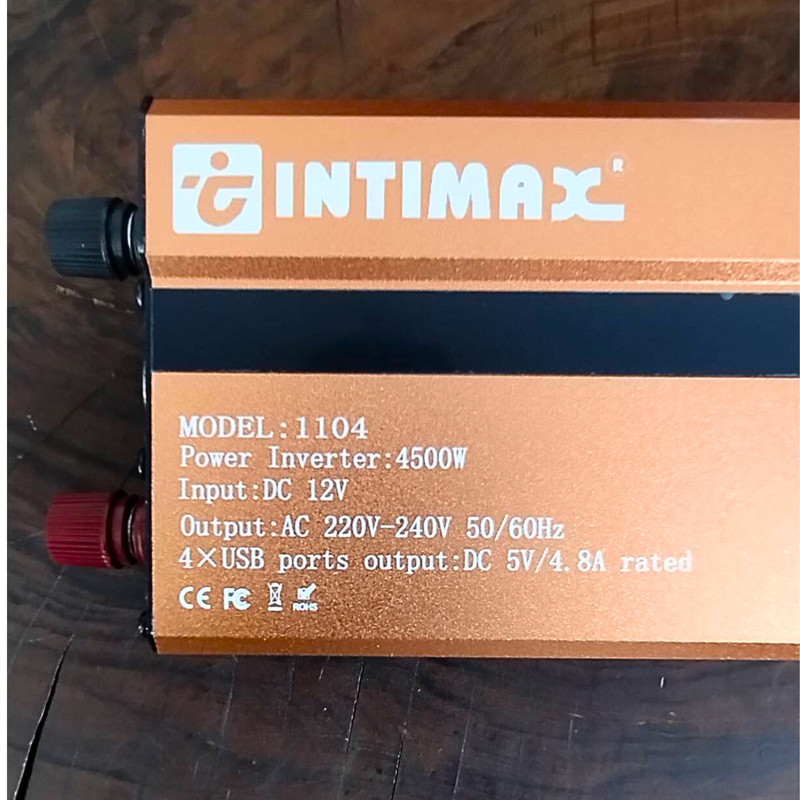 INTIMAX®
MODEL:1104
Power Inverter:4500W
Input:DC 12V
Output:AC 220V-240V 50/60Hz
4×USB ports output:DC 5V/4.8A rated
CE FC ROHS